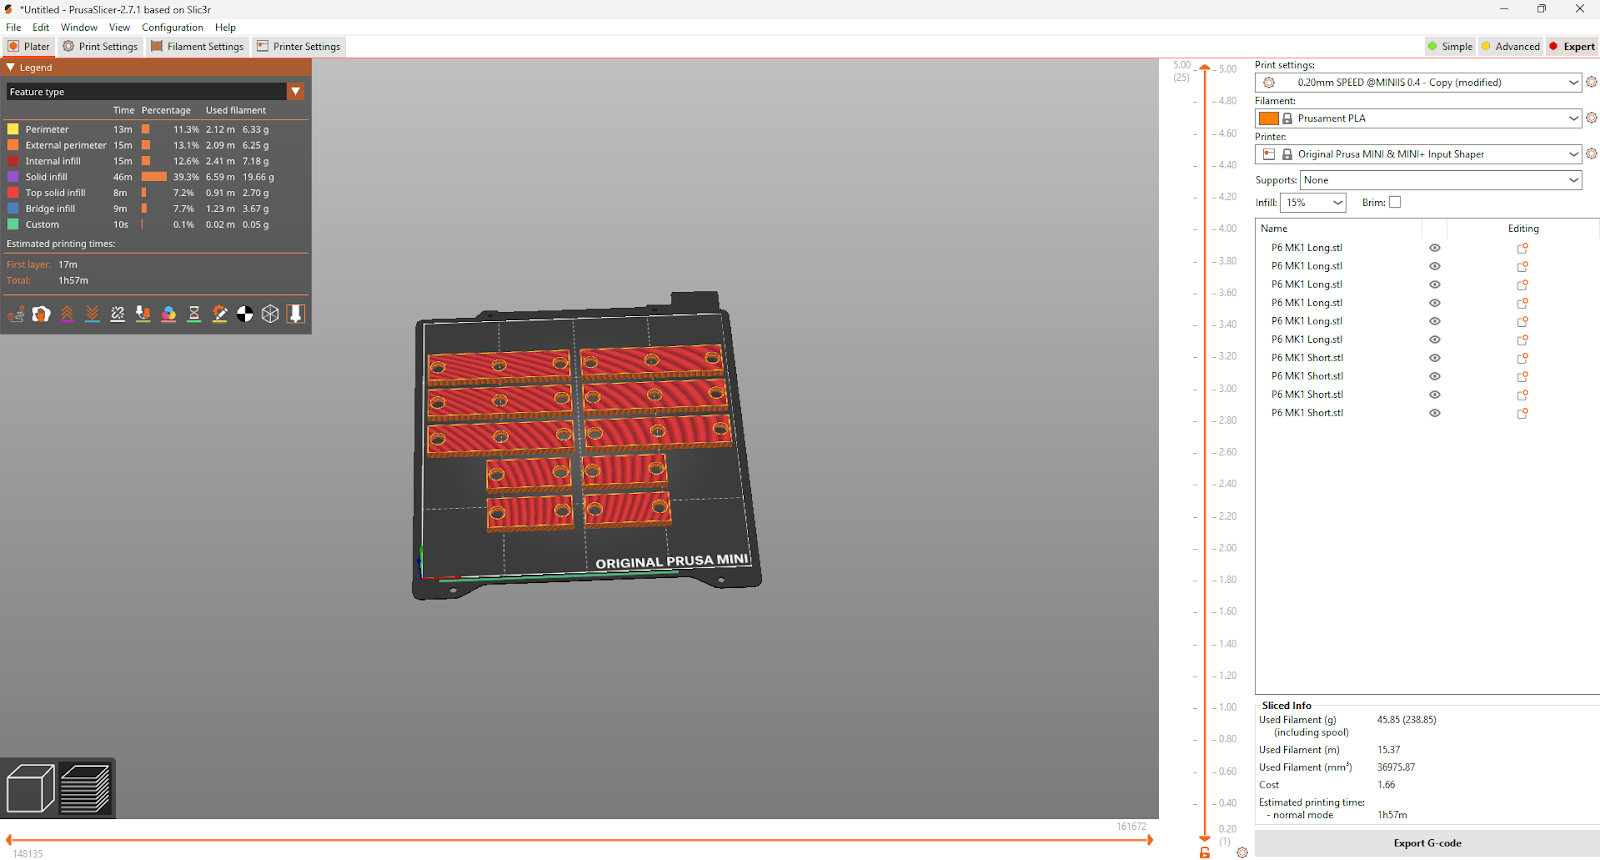 *Untitled - PrusaSlicer-2.7.1 based on Slic3r
File Edit Window View Configuration Help
Plater Print Settings Filament Settings Printer Settings
Simple Advanced Expert
Legend
Feature type
Time Percentage Used filament
Perimeter 13m 11.3% 2.12 m 6.33 g
External perimeter 15m 13.1% 2.09 m 6.25 g
Internal infill 15m 12.6% 2.41 m 7.18 g
Solid infill 46m 39.3% 6.59 m 19.66 g
Top solid infill 8m 7.2% 0.91 m 2.70 g
Bridge infill 9m 7.7% 1.23 m 3.67 g
Custom 10s 0.1% 0.02 m 0.05 g
Estimated printing times:
First layer: 17m
Total: 1h57m
ORIGINAL PRUSA MINI
161672
148135
5.00
(25)
5.00
4.80
4.60
4.40
4.20
4.00
3.80
3.60
3.40
3.20
3.00
2.80
2.60
2.40
2.20
2.00
1.80
1.60
1.40
1.20
1.00
0.80
0.60
0.40
0.20
(1)
Print settings:
0.20mm SPEED @MINIIS 0.4 - Copy (modified)
Filament:
Prusament PLA
Printer:
Original Prusa MINI & MINI+ Input Shaper
Supports: None
Infill: 15% Brim:
Name Editing
P6 MK1 Long.stl
P6 MK1 Long.stl
P6 MK1 Long.stl
P6 MK1 Long.stl
P6 MK1 Long.stl
P6 MK1 Long.stl
P6 MK1 Short.stl
P6 MK1 Short.stl
P6 MK1 Short.stl
P6 MK1 Short.stl
Sliced Info
Used Filament (g) 45.85 (238.85)
(including spool)
Used Filament (m) 15.37
Used Filament (mm³) 36975.87
Cost 1.66
Estimated printing time:
- normal mode 1h57m
Export G-code